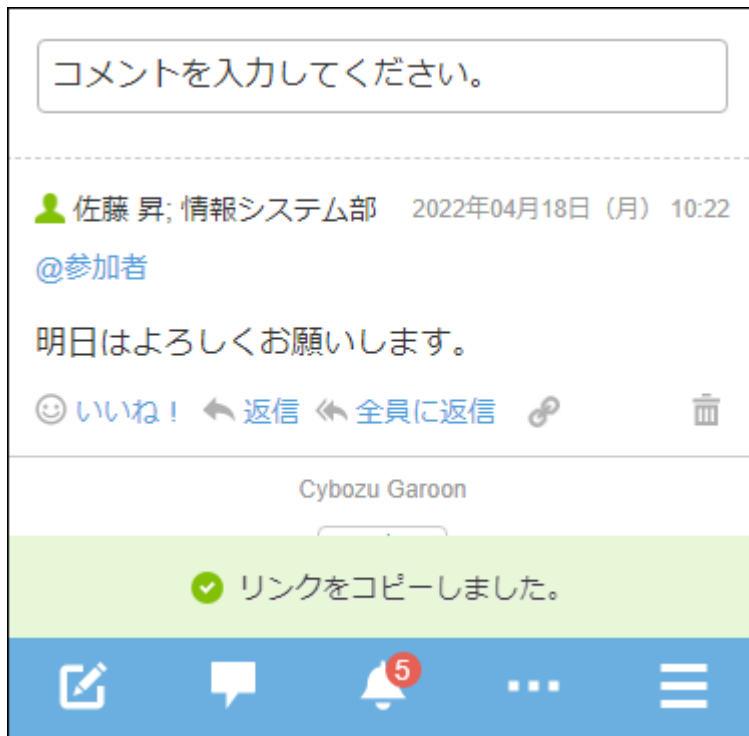 コメントを入力してください。
佐藤 昇; 情報システム部 2022年04月18日（月） 10:22
@参加者
明日はよろしくお願いします。
いいね！ 返信 全員に返信
Cybozu Garoon
リンクをコピーしました。
5